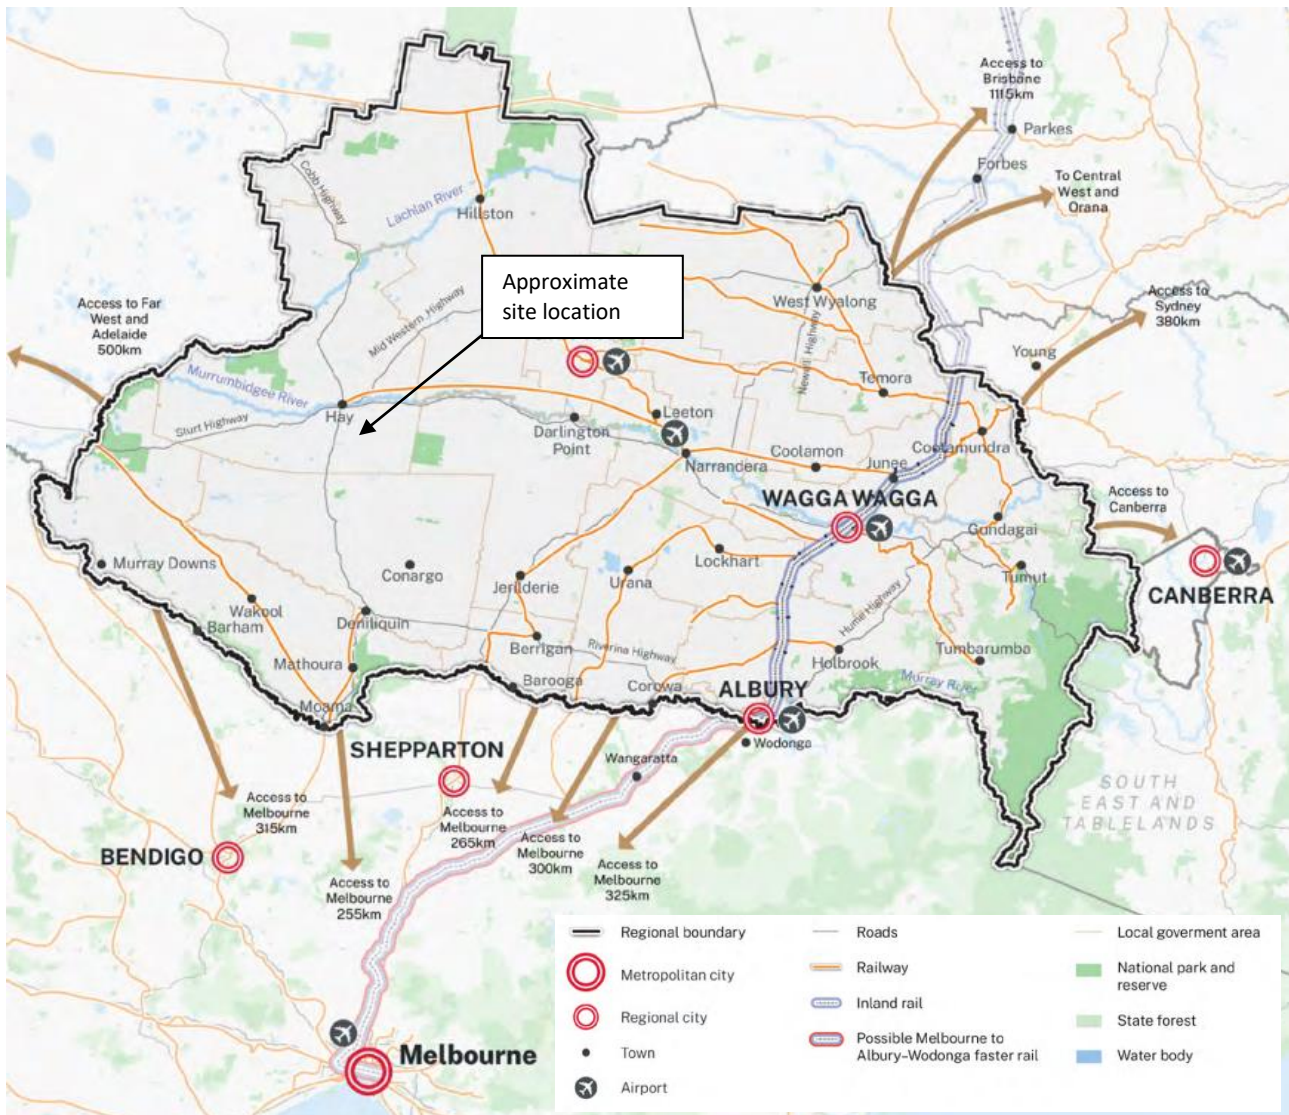 Access to
Brisbane
1115km
Parkes
Forbes
To Central
West and
Orana
Cobb Highway
Lachlan River
Hillston
Approximate
site location
Mid Western Highway
West Wyalong
Newell Highway
Access to
Sydney
380km
Young
Access to Far
West and
Adelaide
500km
Murrumbidgee River
Sturt Highway
Hay
Temora
Leeton
Darlington
Point
Narrandera
Coolamon
Junee
Cootamundra
WAGGA WAGGA
Gundagai
Access to
Canberra
CANBERRA
Murray Downs
Conargo
Jerilderie
Urana
Lockhart
Tumut
Wakool
Barham
Deniliquin
Berrigan
Riverina Highway
Hume Highway
Holbrook
Tumbarumba
Mathoura
Barooga
Corowa
ALBURY
Murray River
Moama
Wodonga
SHEPPARTON
Wangaratta
SOUTH
EAST AND
TABLELANDS
Access to
Melbourne
315km
Access to
Melbourne
265km
Access to
Melbourne
300km
Access to
Melbourne
325km
BENDIGO
Access to
Melbourne
255km
Melbourne
Regional boundary
Metropolitan city
Regional city
Town
Airport
Roads
Railway
Inland rail
Possible Melbourne to
Albury–Wodonga faster rail
Local goverment area
National park and
reserve
State forest
Water body